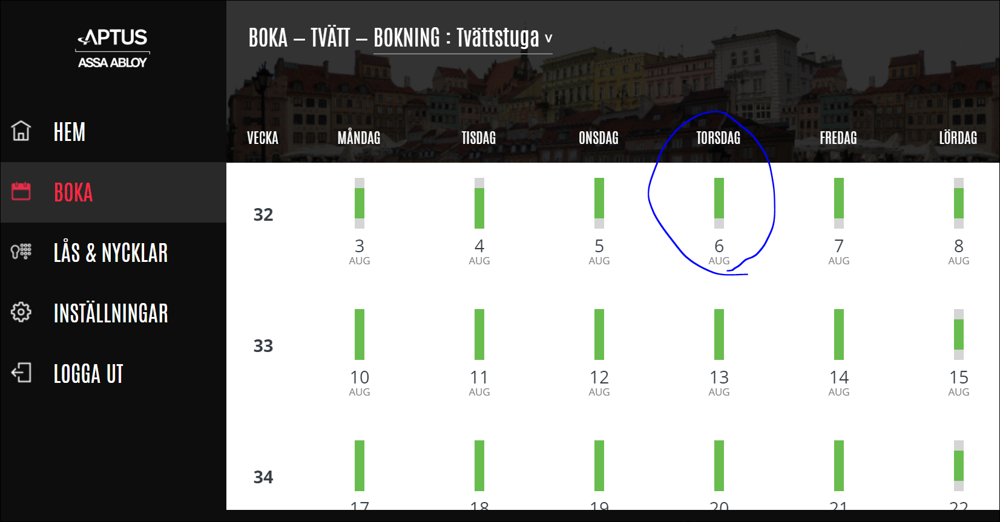 APTUS
ASSA ABLOY
BOKA – TVÄTT – BOKNING : Tvättstuga v
HEM
BOKA
LÅS & NYCKLAR
INSTÄLLNINGAR
LOGGA UT
VECKA MÅNDAG TISDAG ONSDAG TORSDAG FREDAG LÖRDAG
32
3 4 5 6 7 8
AUG AUG AUG AUG AUG AUG
33
10 11 12 13 14 15
AUG AUG AUG AUG AUG AUG
34
17 18 19 20 21 22